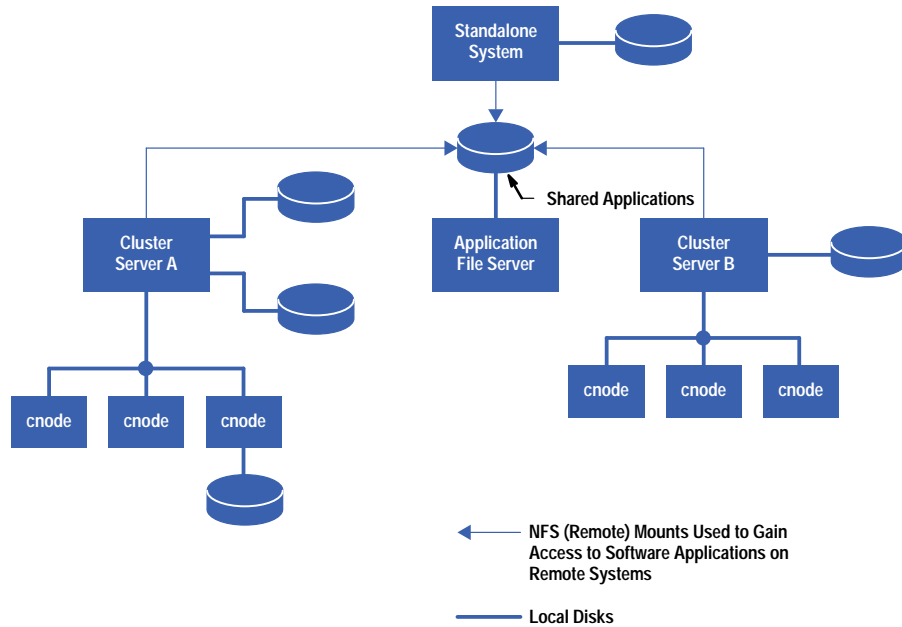 Standalone
System
Shared Applications
Cluster
Server A
Application
File Server
Cluster
Server B
cnode
cnode
cnode
cnode
cnode
cnode
NFS (Remote) Mounts Used to Gain
Access to Software Applications on
Remote Systems
Local Disks